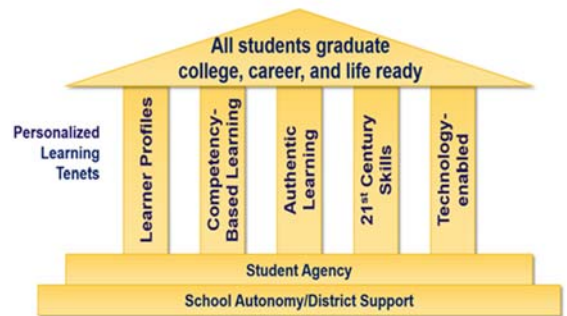 All students graduate
college, career, and life ready
Personalized
Learning
Tenets
Learner Profiles
Competency-
Based Learning
Authentic
Learning
21st Century
Skills
Technology-
enabled
Student Agency
School Autonomy/District Support